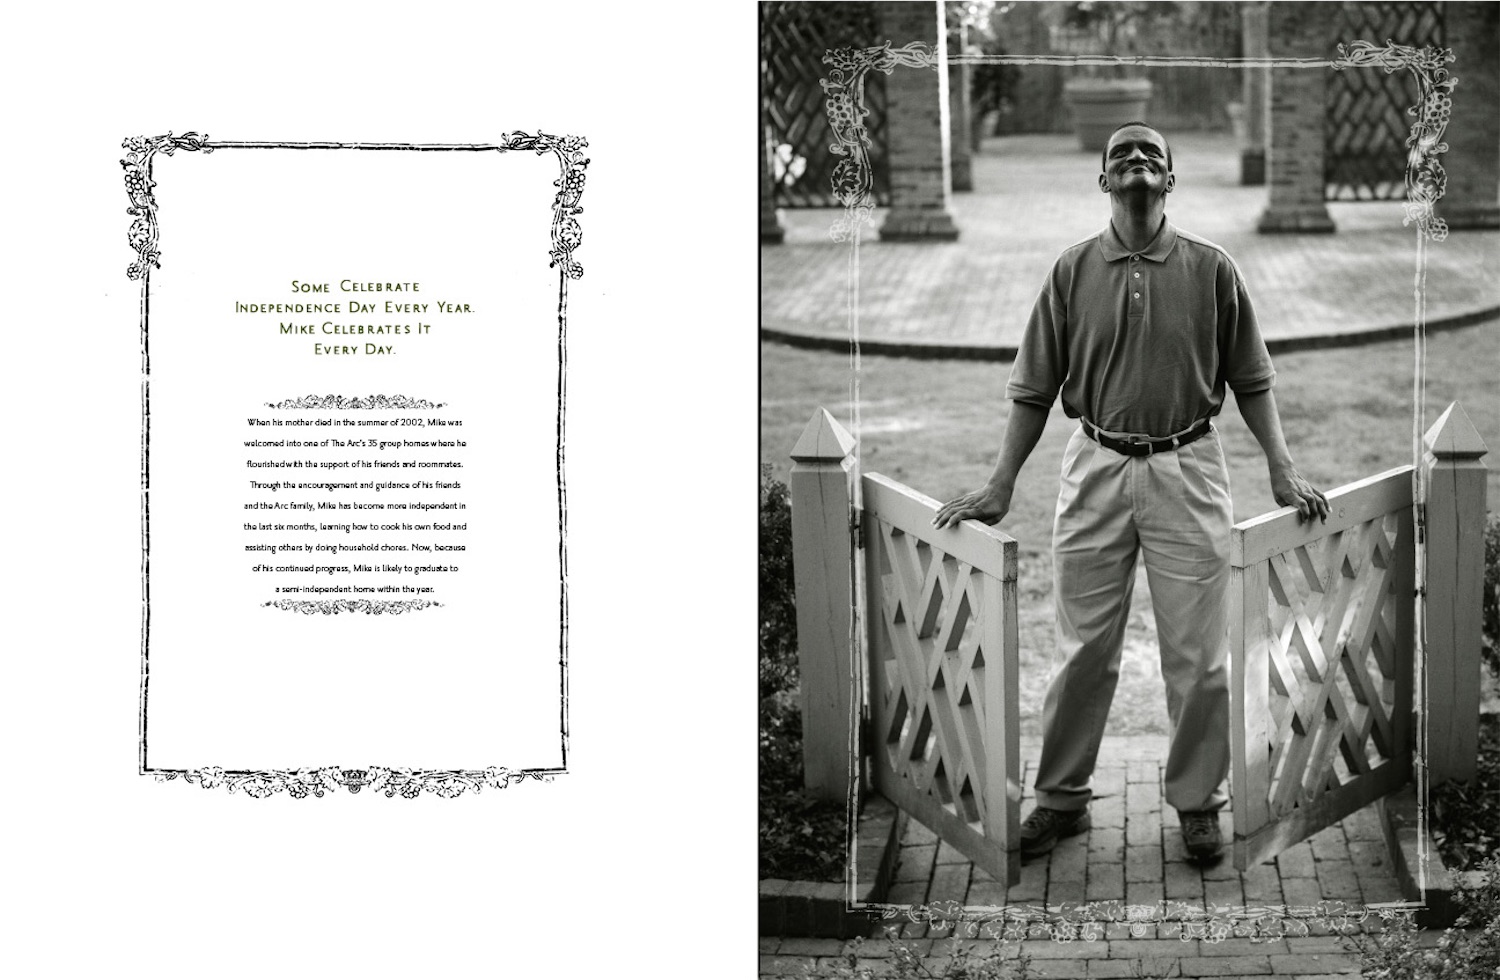 Some Celebrate
Independence Day Every Year.
Mike Celebrates It
Every Day.
When his mother died in the summer of 2002, Mike was
welcomed into one of The Arc's 35 group homes where he
flourished with the support of his friends and roommates.
Through the encouragement and guidance of his friends
and the Arc family, Mike has become more independent in
the last six months, learning how to cook his own food and
assisting others by doing household chores. Now, because
of his continued progress, Mike is likely to graduate to
a semi-independent home within the year.